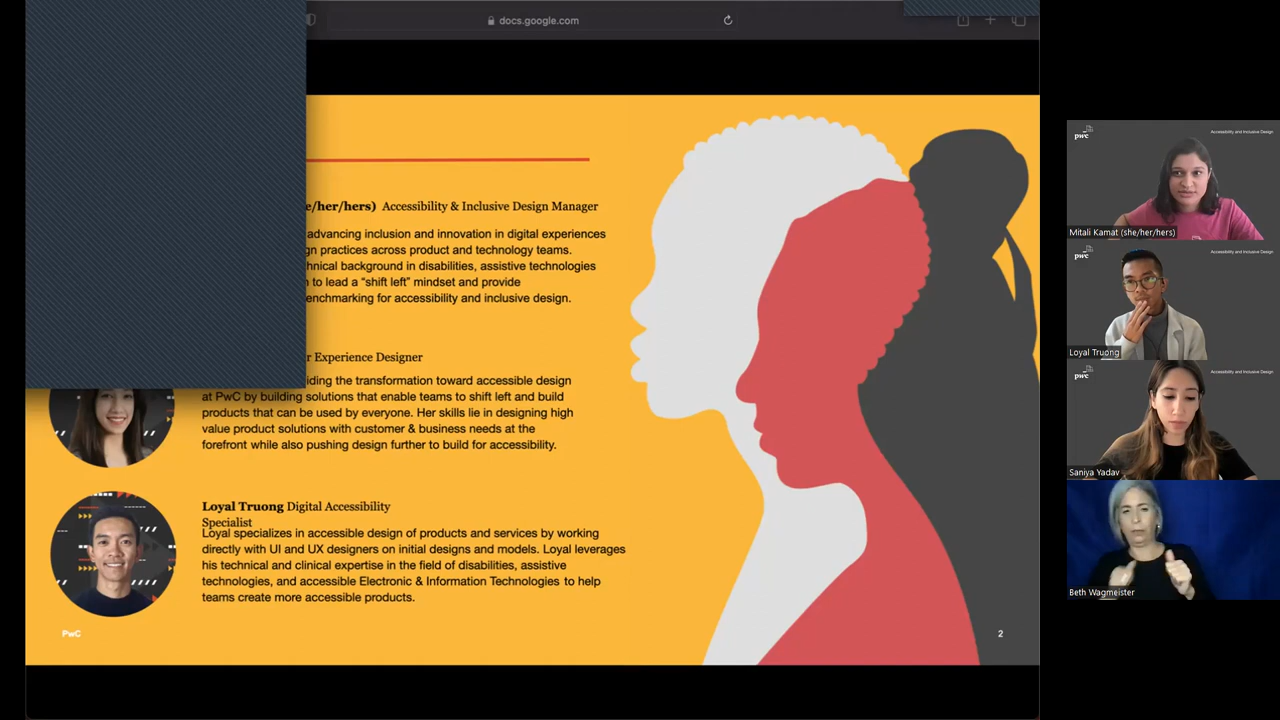 docs.google.com
e/her/hers) Accessibility & Inclusive Design Manager
advancing inclusion and innovation in digital experiences
gn practices across product and technology teams.
hnical background in disabilities, assistive technologies
n to lead a “shift left” mindset and provide
enchmarking for accessibility and inclusive design.
r Experience Designer
iding the transformation toward accessible design
at PwC by building solutions that enable teams to shift left and build
products that can be used by everyone. Her skills lie in designing high
value product solutions with customer & business needs at the
forefront while also pushing design further to build for accessibility.
Loyal Truong Digital Accessibility
Specialist
Loyal specializes in accessible design of products and services by working
directly with UI and UX designers on initial designs and models. Loyal leverages
his technical and clinical expertise in the field of disabilities, assistive
technologies, and accessible Electronic & Information Technologies to help
teams create more accessible products.
PwC
2
pwc
Accessibility and Inclusive Design
Mitali Kamat (she/her/hers)
pwc
Accessibility and Inclusive Design
Loyal Truong
pwc
Accessibility and Inclusive Design
Saniya Yadav
Beth Wagmeister